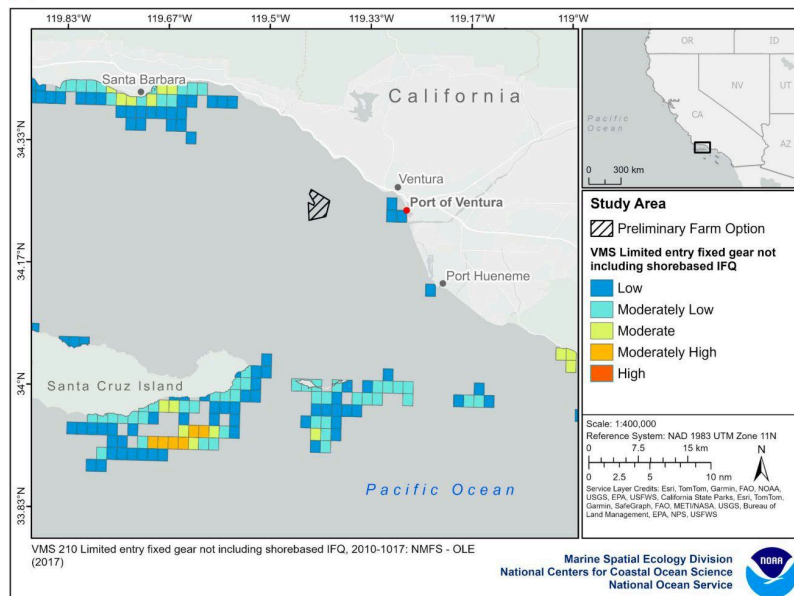 119.83°W 119.67°W 119.5°W 119.33°W 119.17°W 119°W
34.33°N
34.17°N
34°N
33.83°N
Santa Barbara
California
Ventura
Port of Ventura
Port Hueneme
Santa Cruz Island
Pacific Ocean
OR
ID
NV
UT
CA
AZ
Pacific
Ocean
0 300 km
Study Area
Preliminary Farm Option
VMS Limited entry fixed gear not
including shorebased IFQ
Low
Moderately Low
Moderate
Moderately High
High
Scale: 1:400,000
Reference System: NAD 1983 UTM Zone 11N
0 7.5 15 km
N
0 2.5 5 10 nm
Service Layer Credits: Esri, TomTom, Garmin, FAO, NOAA,
USGS, EPA, USFWS, California State Parks, Esri, TomTom,
Garmin, SafeGraph, FAO, METI/NASA, USGS, Bureau of
Land Management, EPA, NPS, USFWS
VMS 210 Limited entry fixed gear not including shorebased IFQ, 2010-1017: NMFS - OLE
(2017)
Marine Spatial Ecology Division
National Centers for Coastal Ocean Science
National Ocean Service
NOAA